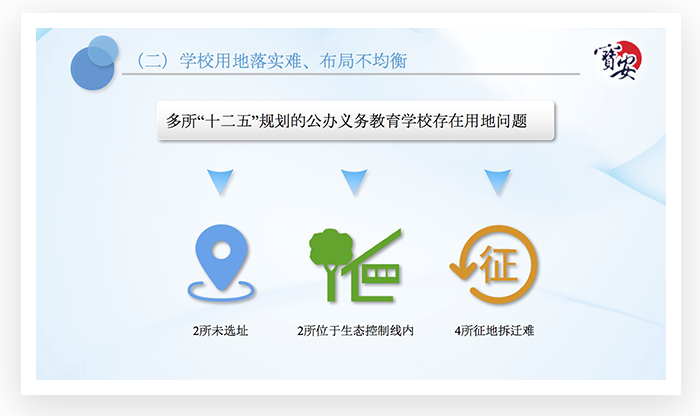 （二）学校用地落实难、布局不均衡
寶安
多所“十二五”规划的公办义务教育学校存在用地问题
征
2所未选址
2所位于生态控制线内
4所征地拆迁难